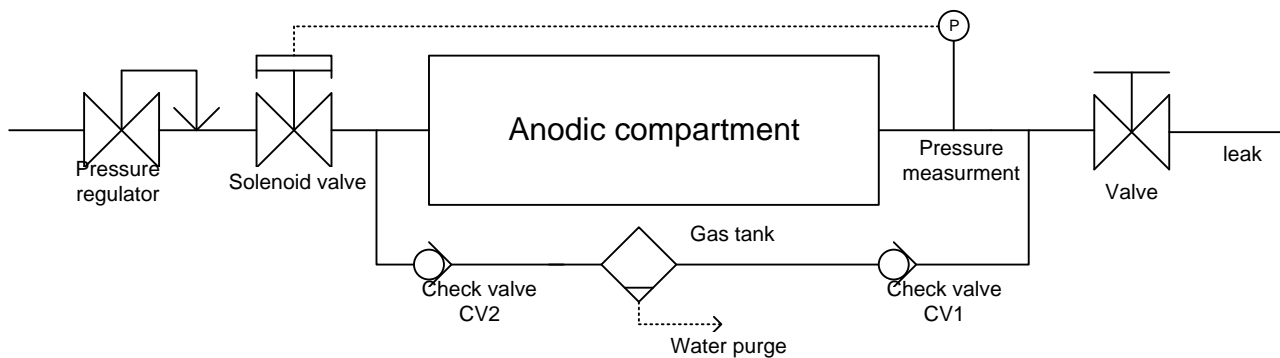 P
Anodic compartment
Pressure
measurment
leak
Pressure
regulator
Solenoid valve
Valve
Gas tank
Check valve
CV2
Check valve
CV1
Water purge